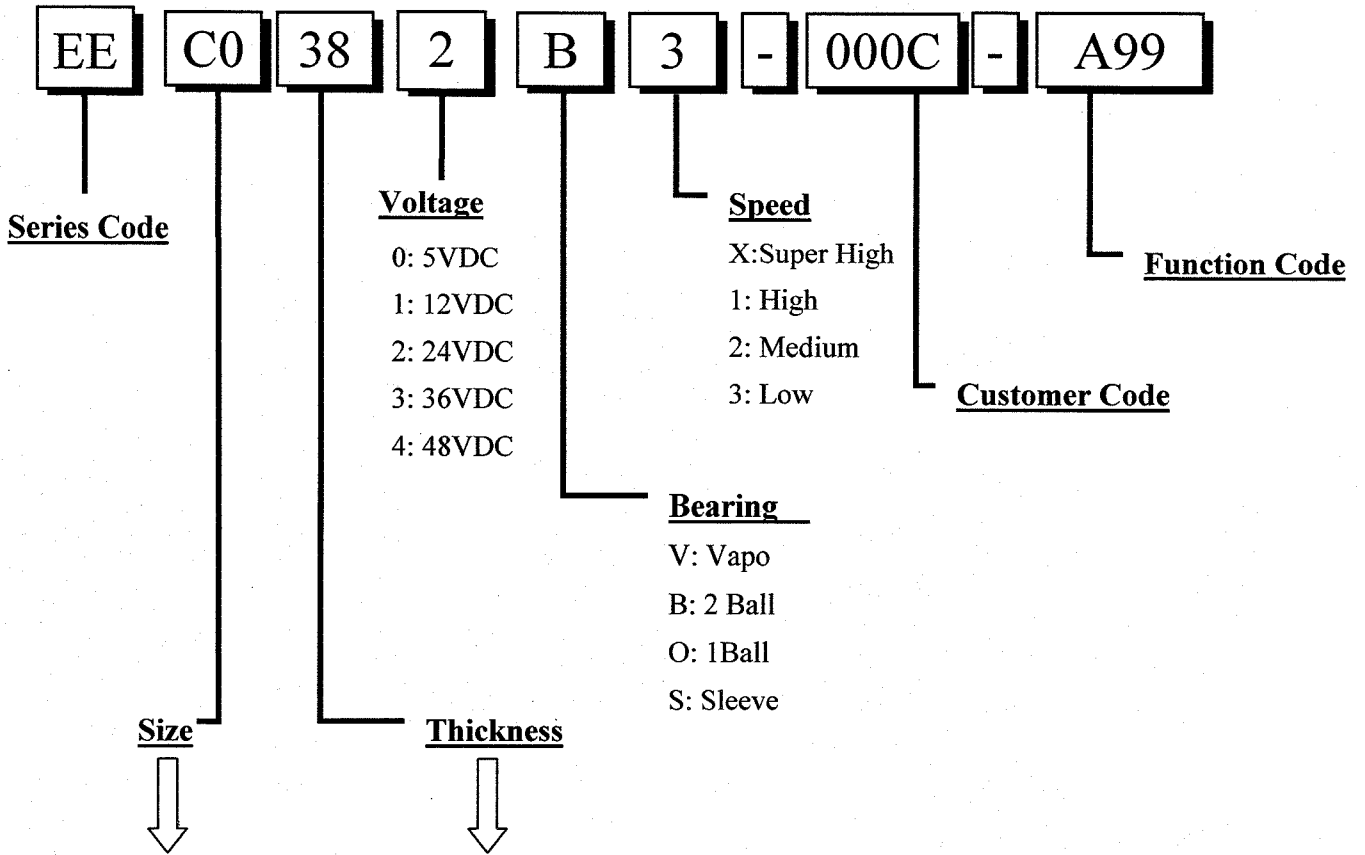 EE C0 38 2 B 3 - 000C - A99
Series Code
Voltage
0: 5VDC
1: 12VDC
2: 24VDC
3: 36VDC
4: 48VDC
Speed
X:Super High
1: High
2: Medium
3: Low
Function Code
Customer Code
Bearing
V: Vapo
B: 2 Ball
O: 1Ball
S: Sleeve
Size
Thickness